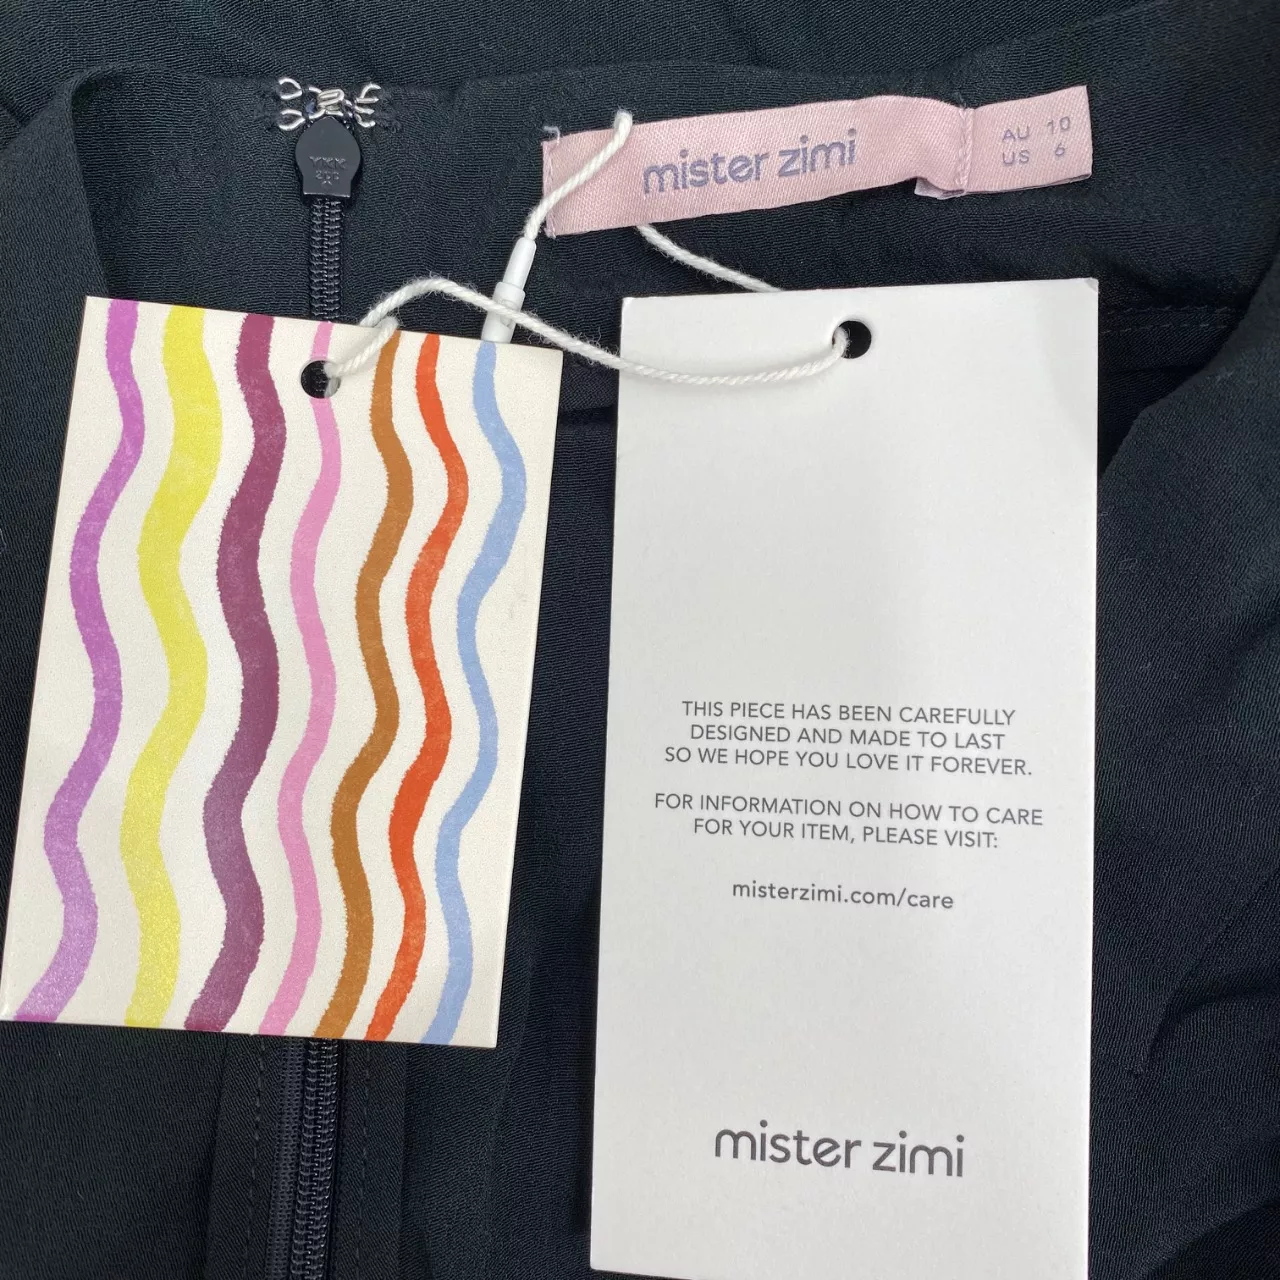 mister zimi
AU 10
US 6
YKK
THIS PIECE HAS BEEN CAREFULLY
DESIGNED AND MADE TO LAST
SO WE HOPE YOU LOVE IT FOREVER.
FOR INFORMATION ON HOW TO CARE
FOR YOUR ITEM, PLEASE VISIT:
misterzimi.com/care
mister zimi